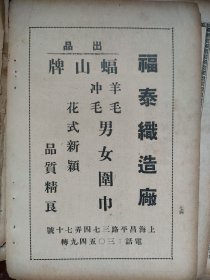 福泰織造廠
出品
蝠山牌
羊毛
冲毛
男女圍巾
花式新穎
品質精良
上海昌平路三七四弄七十號
電話：三〇五四九轉